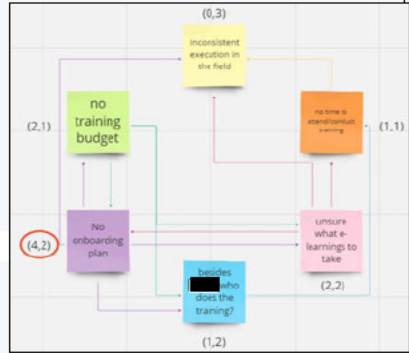 (0,3)
inconsistent
execution in
the field
no
training
budget
no time to
attend/conduct
training
(2,1)
(1,1)
No
onboarding
plan
unsure
what e-
learnings to
take
(4,2)
besides
who
does the
training?
(2,2)
(1,2)